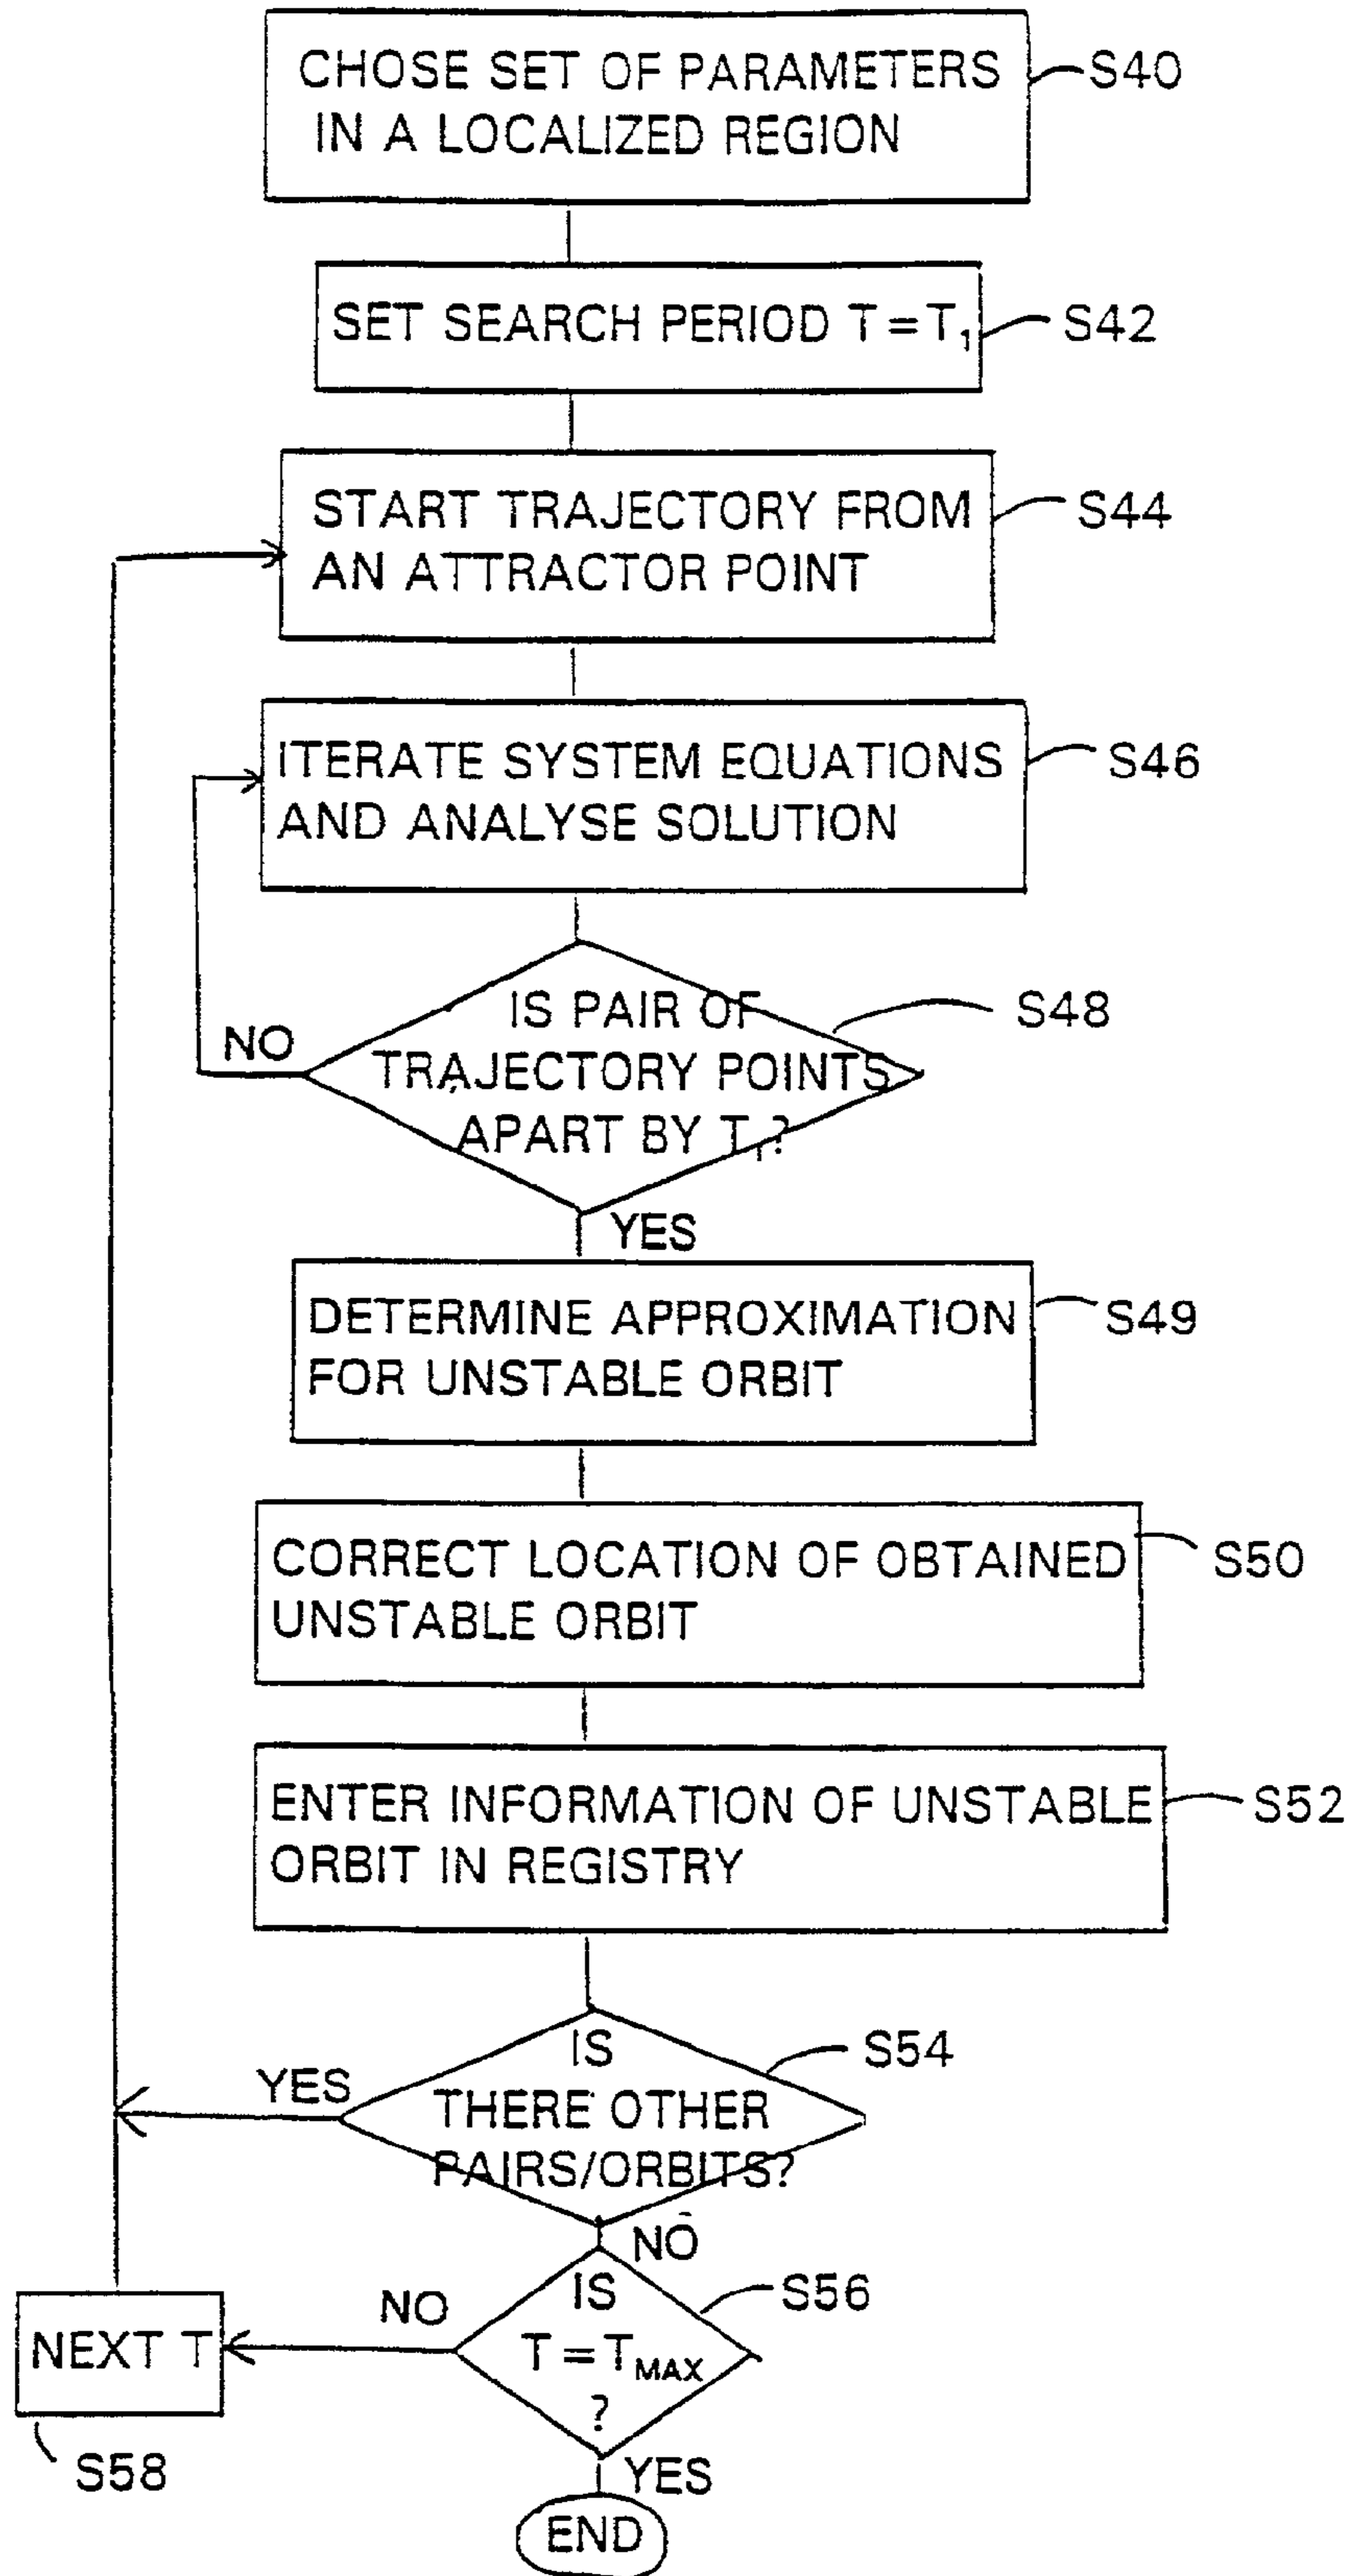 CHOSE SET OF PARAMETERS
IN A LOCALIZED REGION
S40
SET SEARCH PERIOD T = T₁
S42
START TRAJECTORY FROM
AN ATTRACTOR POINT
S44
ITERATE SYSTEM EQUATIONS
AND ANALYSE SOLUTION
S46
IS PAIR OF
TRAJECTORY POINTS
APART BY T₁?
S48
NO
YES
DETERMINE APPROXIMATION
FOR UNSTABLE ORBIT
S49
CORRECT LOCATION OF OBTAINED
UNSTABLE ORBIT
S50
ENTER INFORMATION OF UNSTABLE
ORBIT IN REGISTRY
S52
IS
THERE OTHER
PAIRS/ORBITS?
S54
YES
NO
IS
T = TMAX
?
S56
NO
NEXT T
S58
YES
END